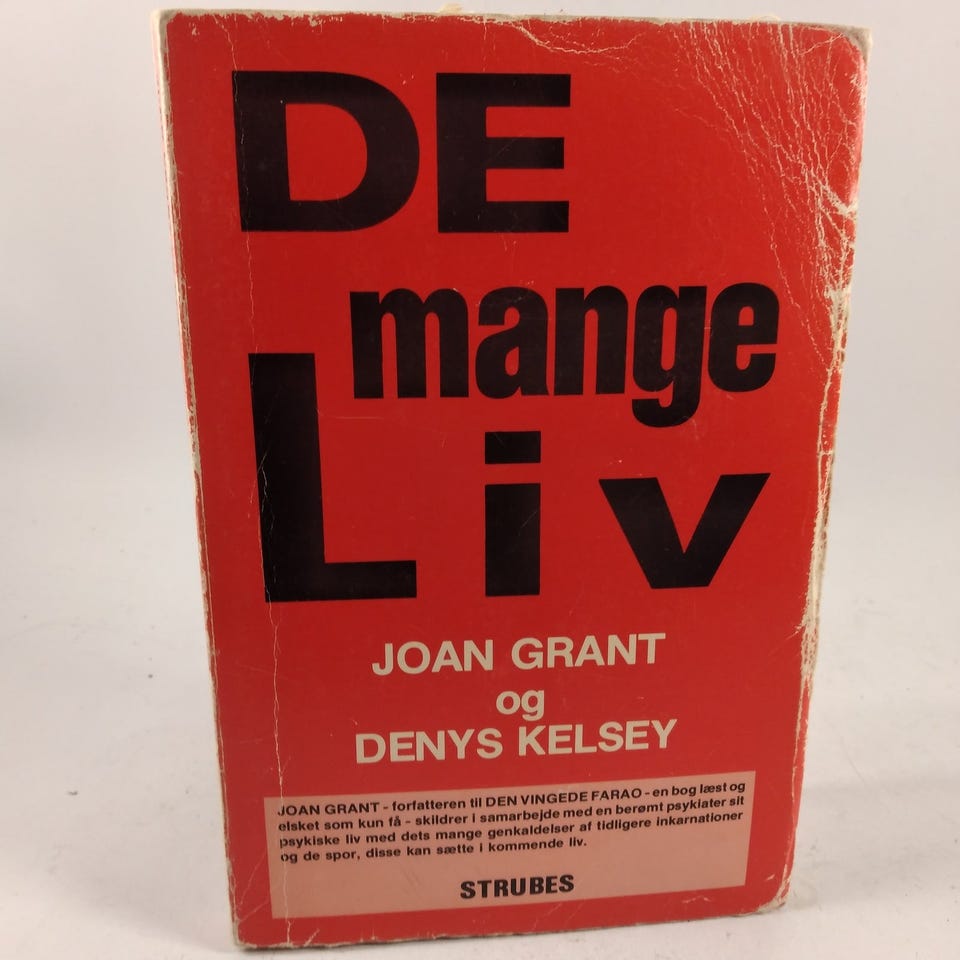 DE
mange
Liv
JOAN GRANT
og
DENYS KELSEY
JOAN GRANT - forfatteren til DEN VINGEDE FARAO - en bog læst og
elsket som kun få - skildrer i samarbejde med en berømt psykiater sit
psykiske liv med dets mange genkaldelser af tidligere inkarnationer
og de spor, disse kan sætte i kommende liv.
STRUBES